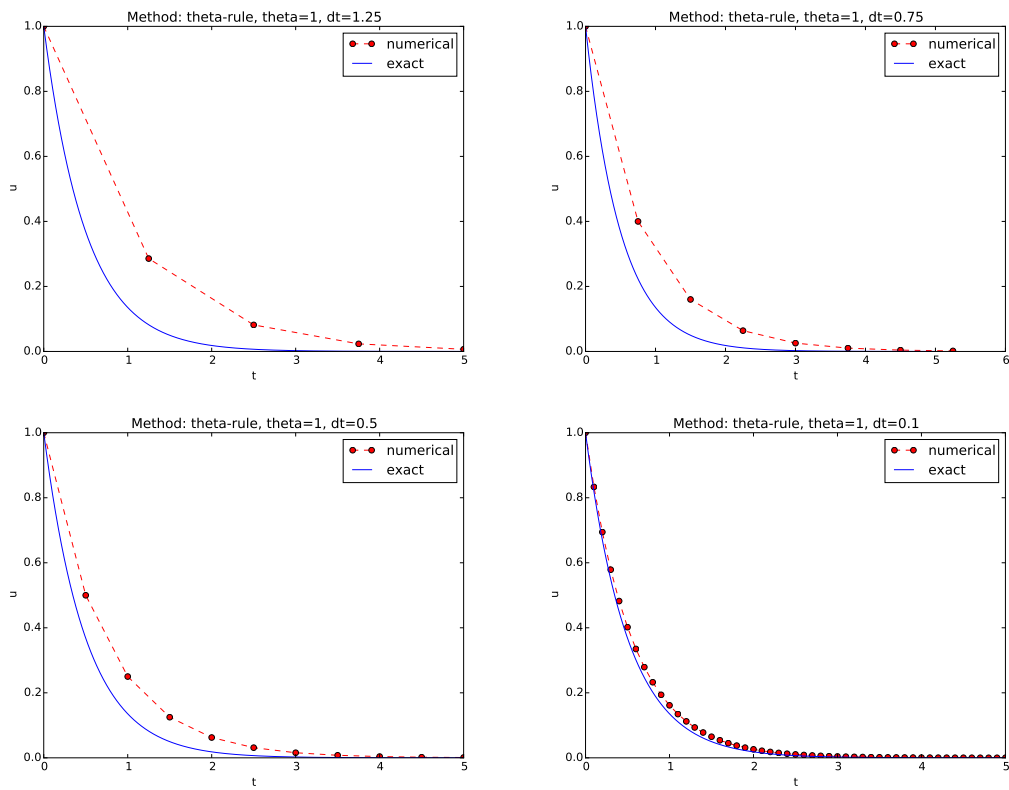 Method: theta-rule, theta=1, dt=1.25
numerical
exact
1.0
0.8
0.6
0.4
0.2
0.0
u
0 1 2 3 4 5
t
Method: theta-rule, theta=1, dt=0.75
numerical
exact
1.0
0.8
0.6
0.4
0.2
0.0
u
0 1 2 3 4 5 6
t
Method: theta-rule, theta=1, dt=0.5
numerical
exact
1.0
0.8
0.6
0.4
0.2
0.0
u
0 1 2 3 4 5
t
Method: theta-rule, theta=1, dt=0.1
numerical
exact
1.0
0.8
0.6
0.4
0.2
0.0
u
0 1 2 3 4 5
t